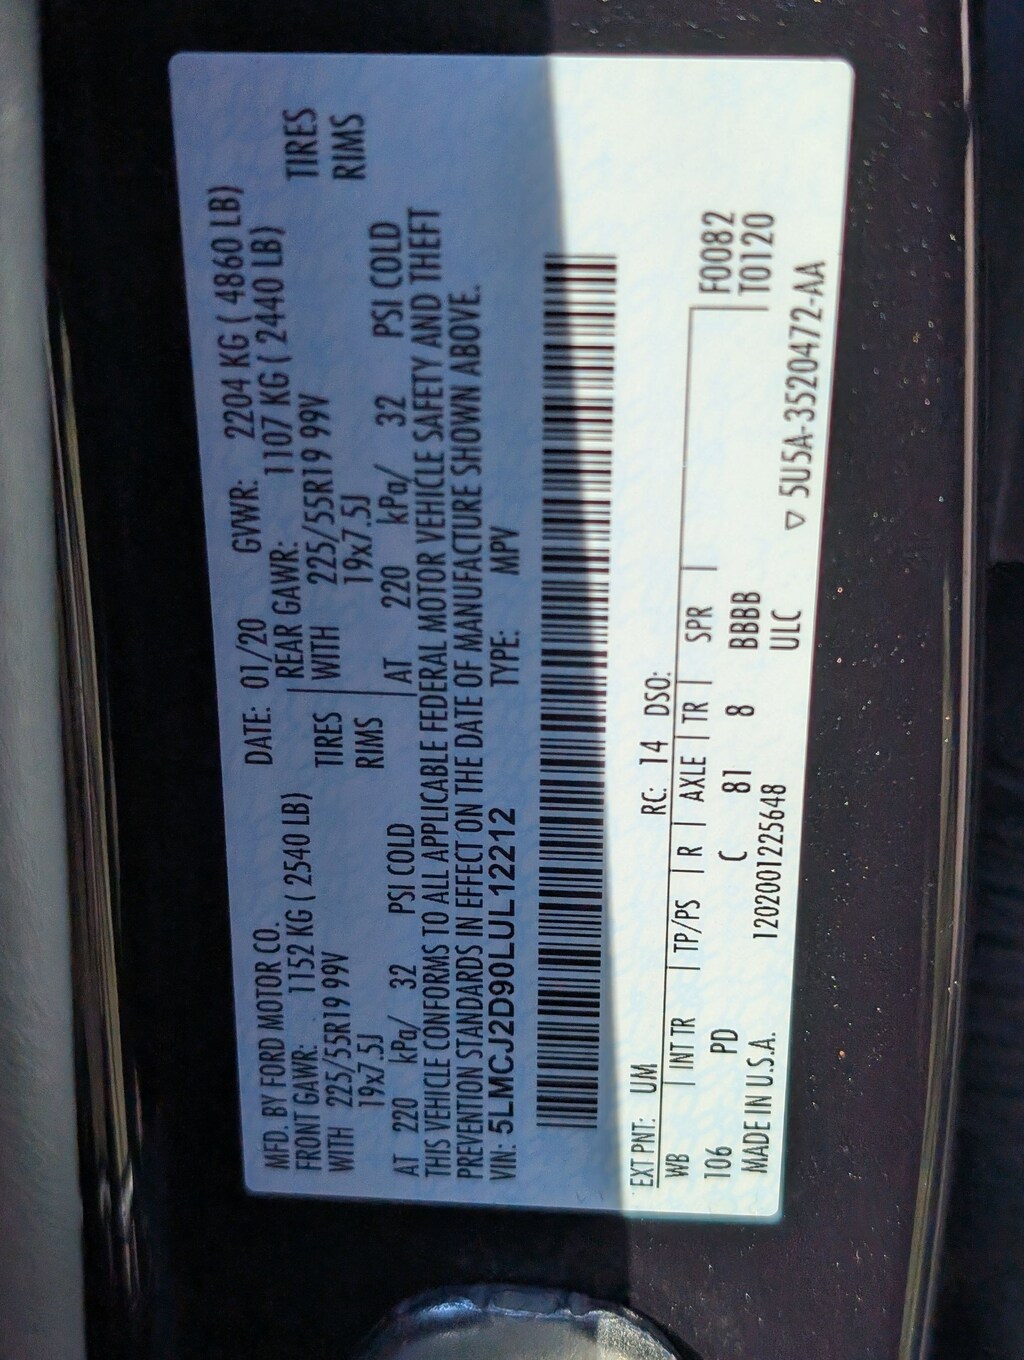 MFD. BY FORD MOTOR CO. DATE: 01/20 GVWR: 2204 KG ( 4860 LB)
FRONT GAWR: 1152 KG ( 2540 LB) REAR GAWR: 1107 KG ( 2440 LB)
WITH 225/55R19 99V TIRES WITH 225/55R19 99V TIRES
19x7.5J RIMS 19x7.5J RIMS
AT 220 kPa/ 32 PSI COLD AT 220 kPa/ 32 PSI COLD
THIS VEHICLE CONFORMS TO ALL APPLICABLE FEDERAL MOTOR VEHICLE SAFETY AND THEFT
PREVENTION STANDARDS IN EFFECT ON THE DATE OF MANUFACTURE SHOWN ABOVE.
VIN: 5LMCJ2D90LUL12212 TYPE: MPV
EXT PNT: UM RC: 14 DSO:
WB INT TR TP/PS R AXLE TR SPR F0082
106 PD C 81 8 BBBB T0120
MADE IN U.S.A. 120200122564​8 ULC
▽ 5U5A-3520472-AA